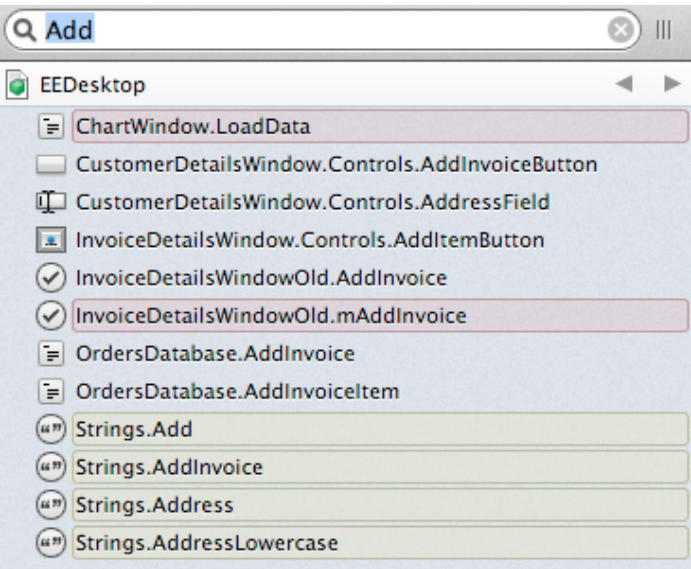 Add
EEDesktop
ChartWindow.LoadData
CustomerDetailsWindow.Controls.AddInvoiceButton
CustomerDetailsWindow.Controls.AddressField
InvoiceDetailsWindow.Controls.AddItemButton
InvoiceDetailsWindowOld.AddInvoice
InvoiceDetailsWindowOld.mAddInvoice
OrdersDatabase.AddInvoice
OrdersDatabase.AddInvoiceItem
Strings.Add
Strings.AddInvoice
Strings.Address
Strings.AddressLowercase